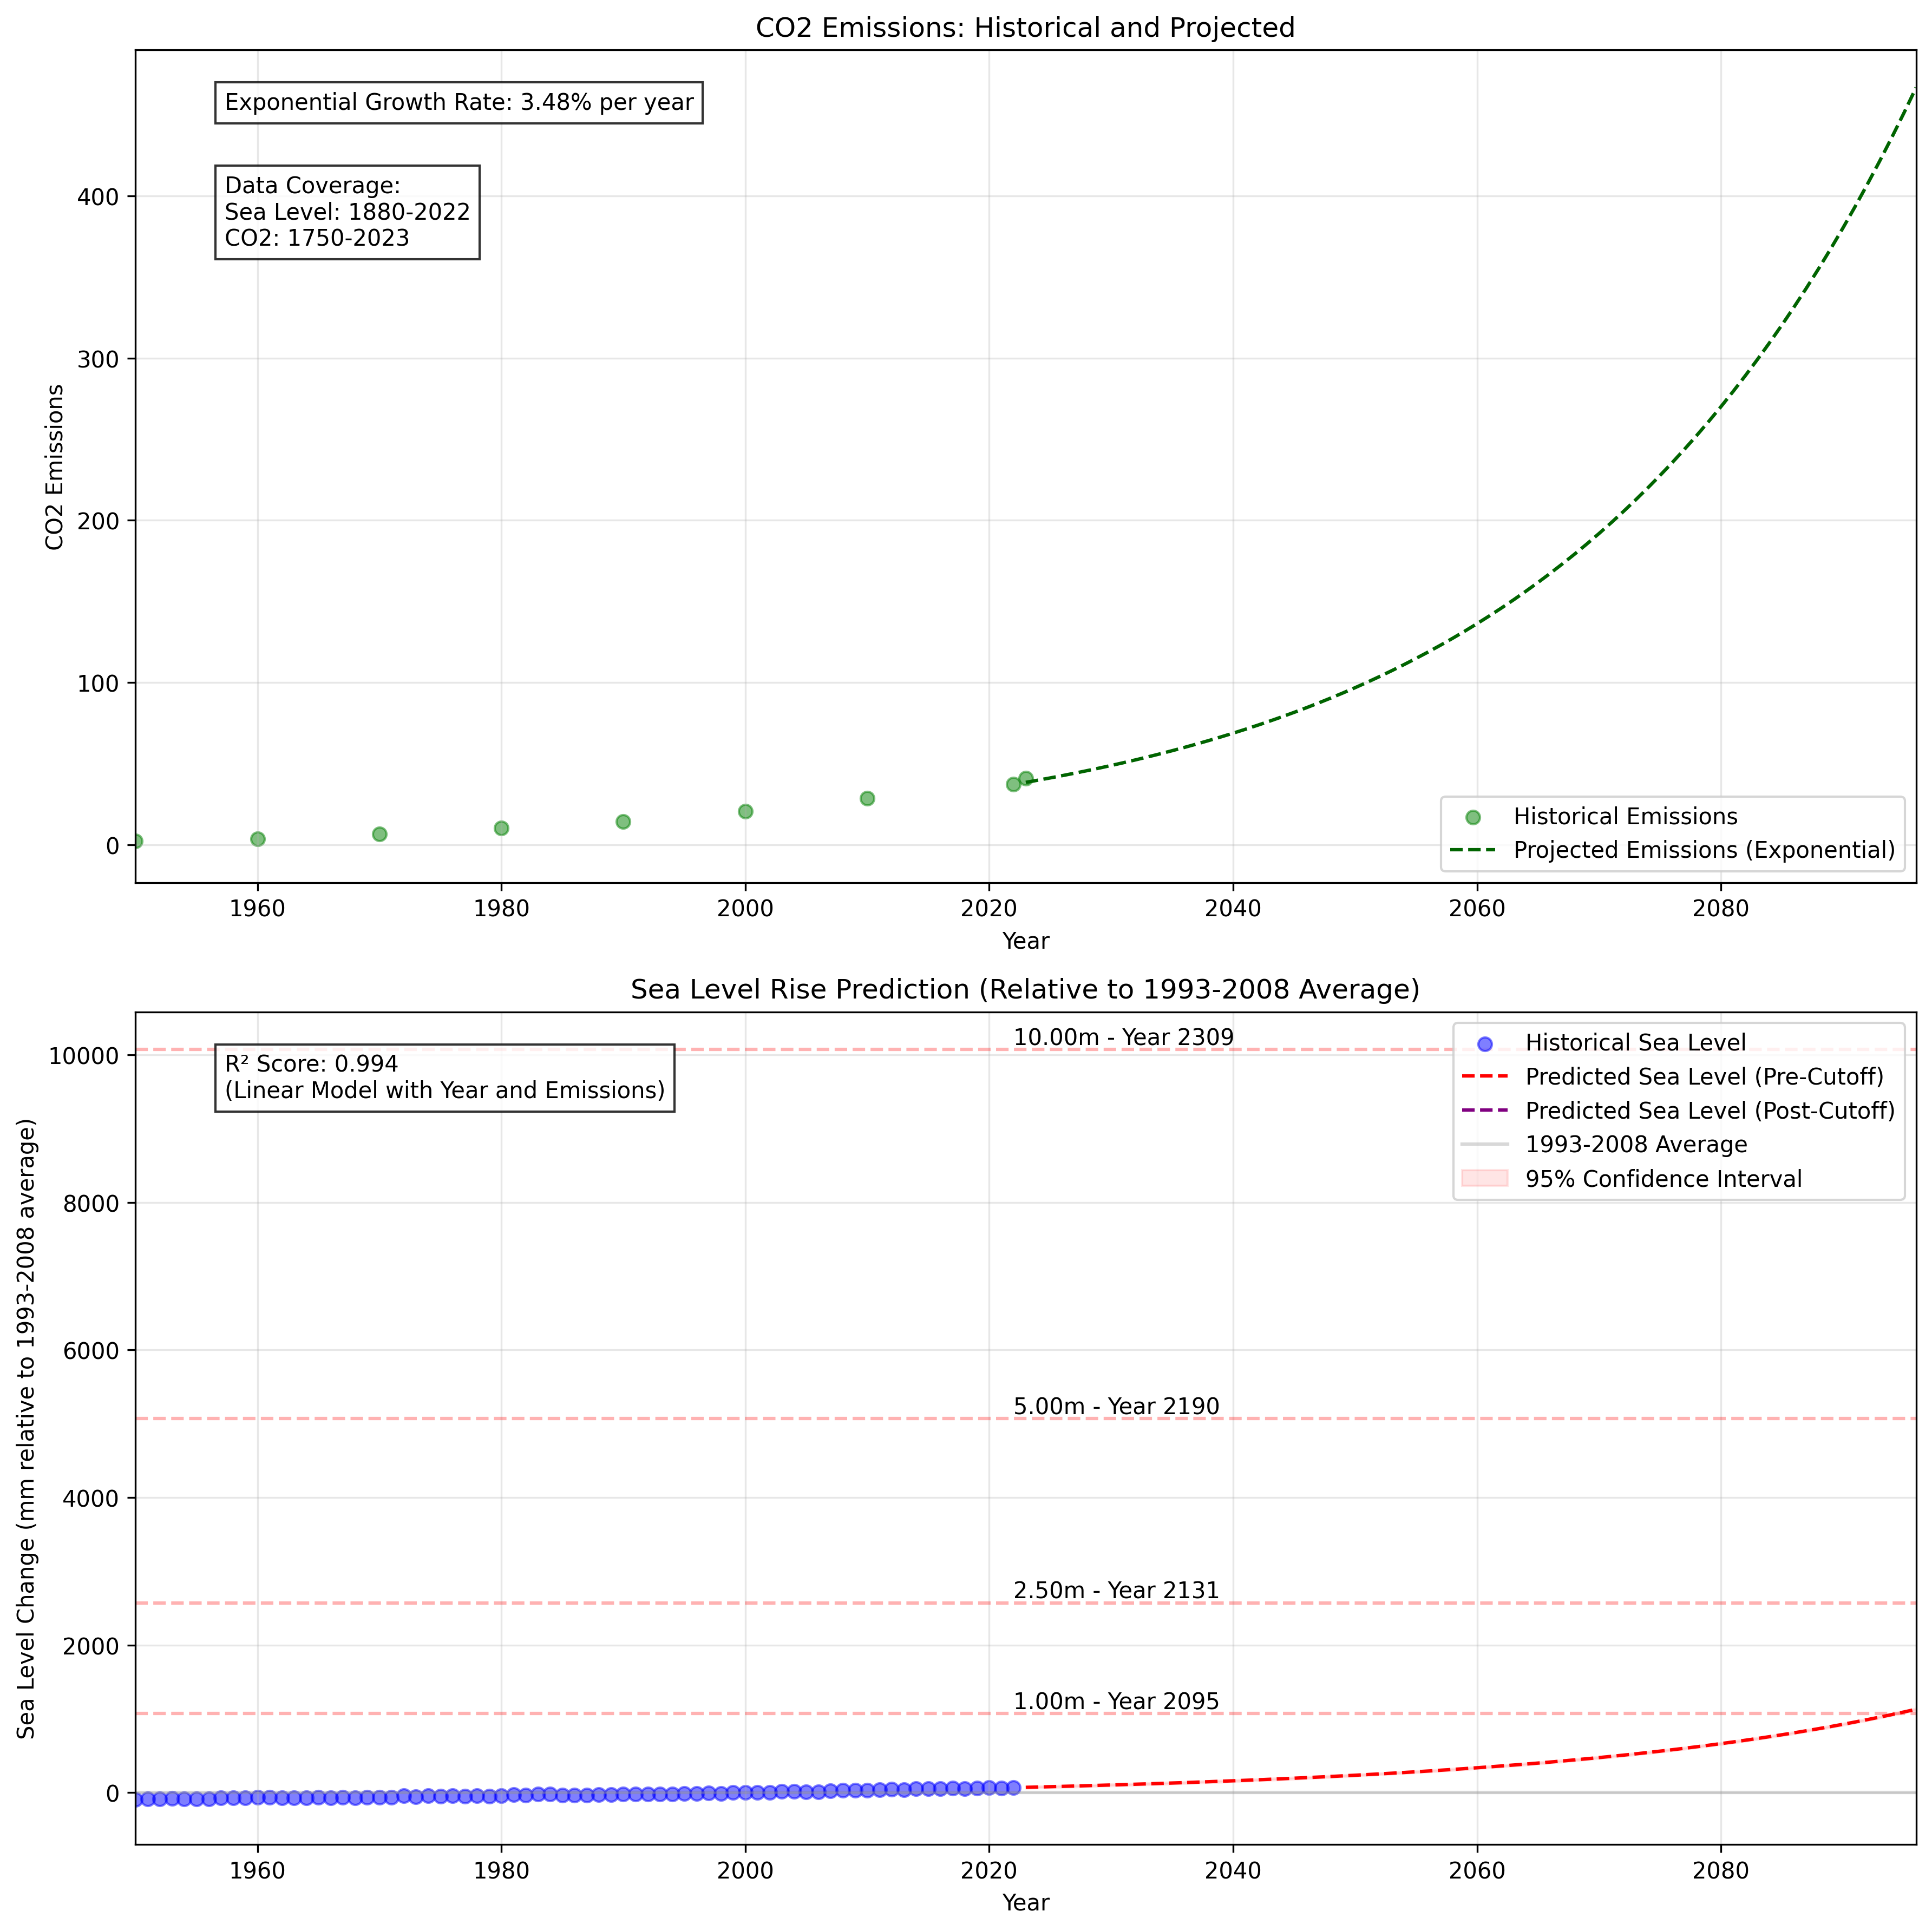 CO2 Emissions: Historical and Projected
Exponential Growth Rate: 3.48% per year
Data Coverage:
Sea Level: 1880-2022
CO2: 1750-2023
CO2 Emissions
400
300
200
100
0
Historical Emissions
Projected Emissions (Exponential)
1960 1980 2000 2020 2040 2060 2080
Year
Sea Level Rise Prediction (Relative to 1993-2008 Average)
Sea Level Change (mm relative to 1993-2008 average)
10000
8000
6000
4000
2000
0
R² Score: 0.994
(Linear Model with Year and Emissions)
10.00m - Year 2309
5.00m - Year 2190
2.50m - Year 2131
1.00m - Year 2095
Historical Sea Level
Predicted Sea Level (Pre-Cutoff)
Predicted Sea Level (Post-Cutoff)
1993-2008 Average
95% Confidence Interval
1960 1980 2000 2020 2040 2060 2080
Year